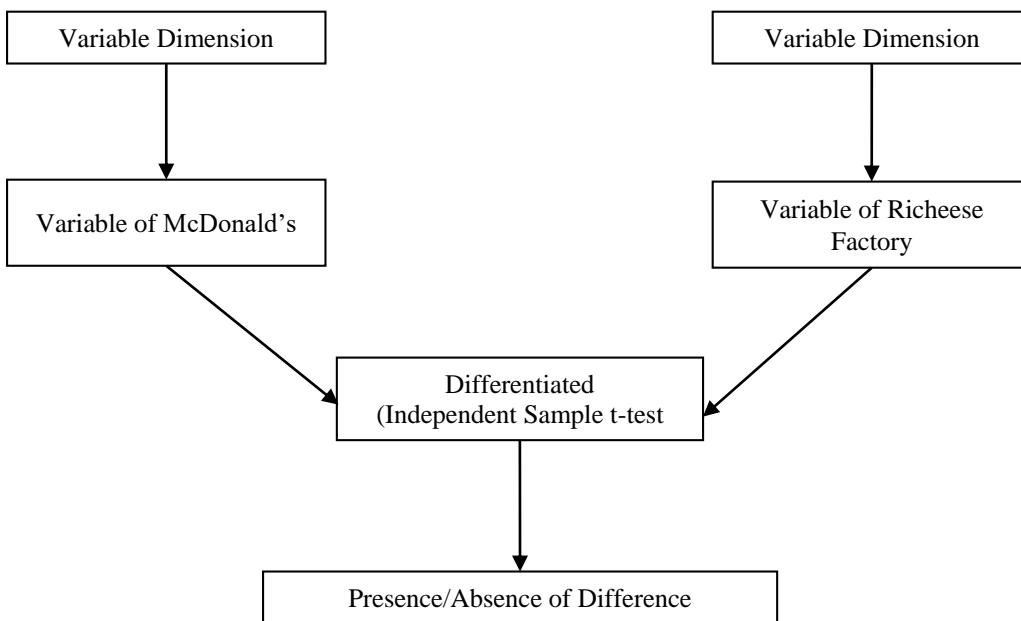 Variable Dimension
Variable Dimension
Variable of McDonald’s
Variable of Richeese
Factory
Differentiated
(Independent Sample t-test
Presence/Absence of Difference